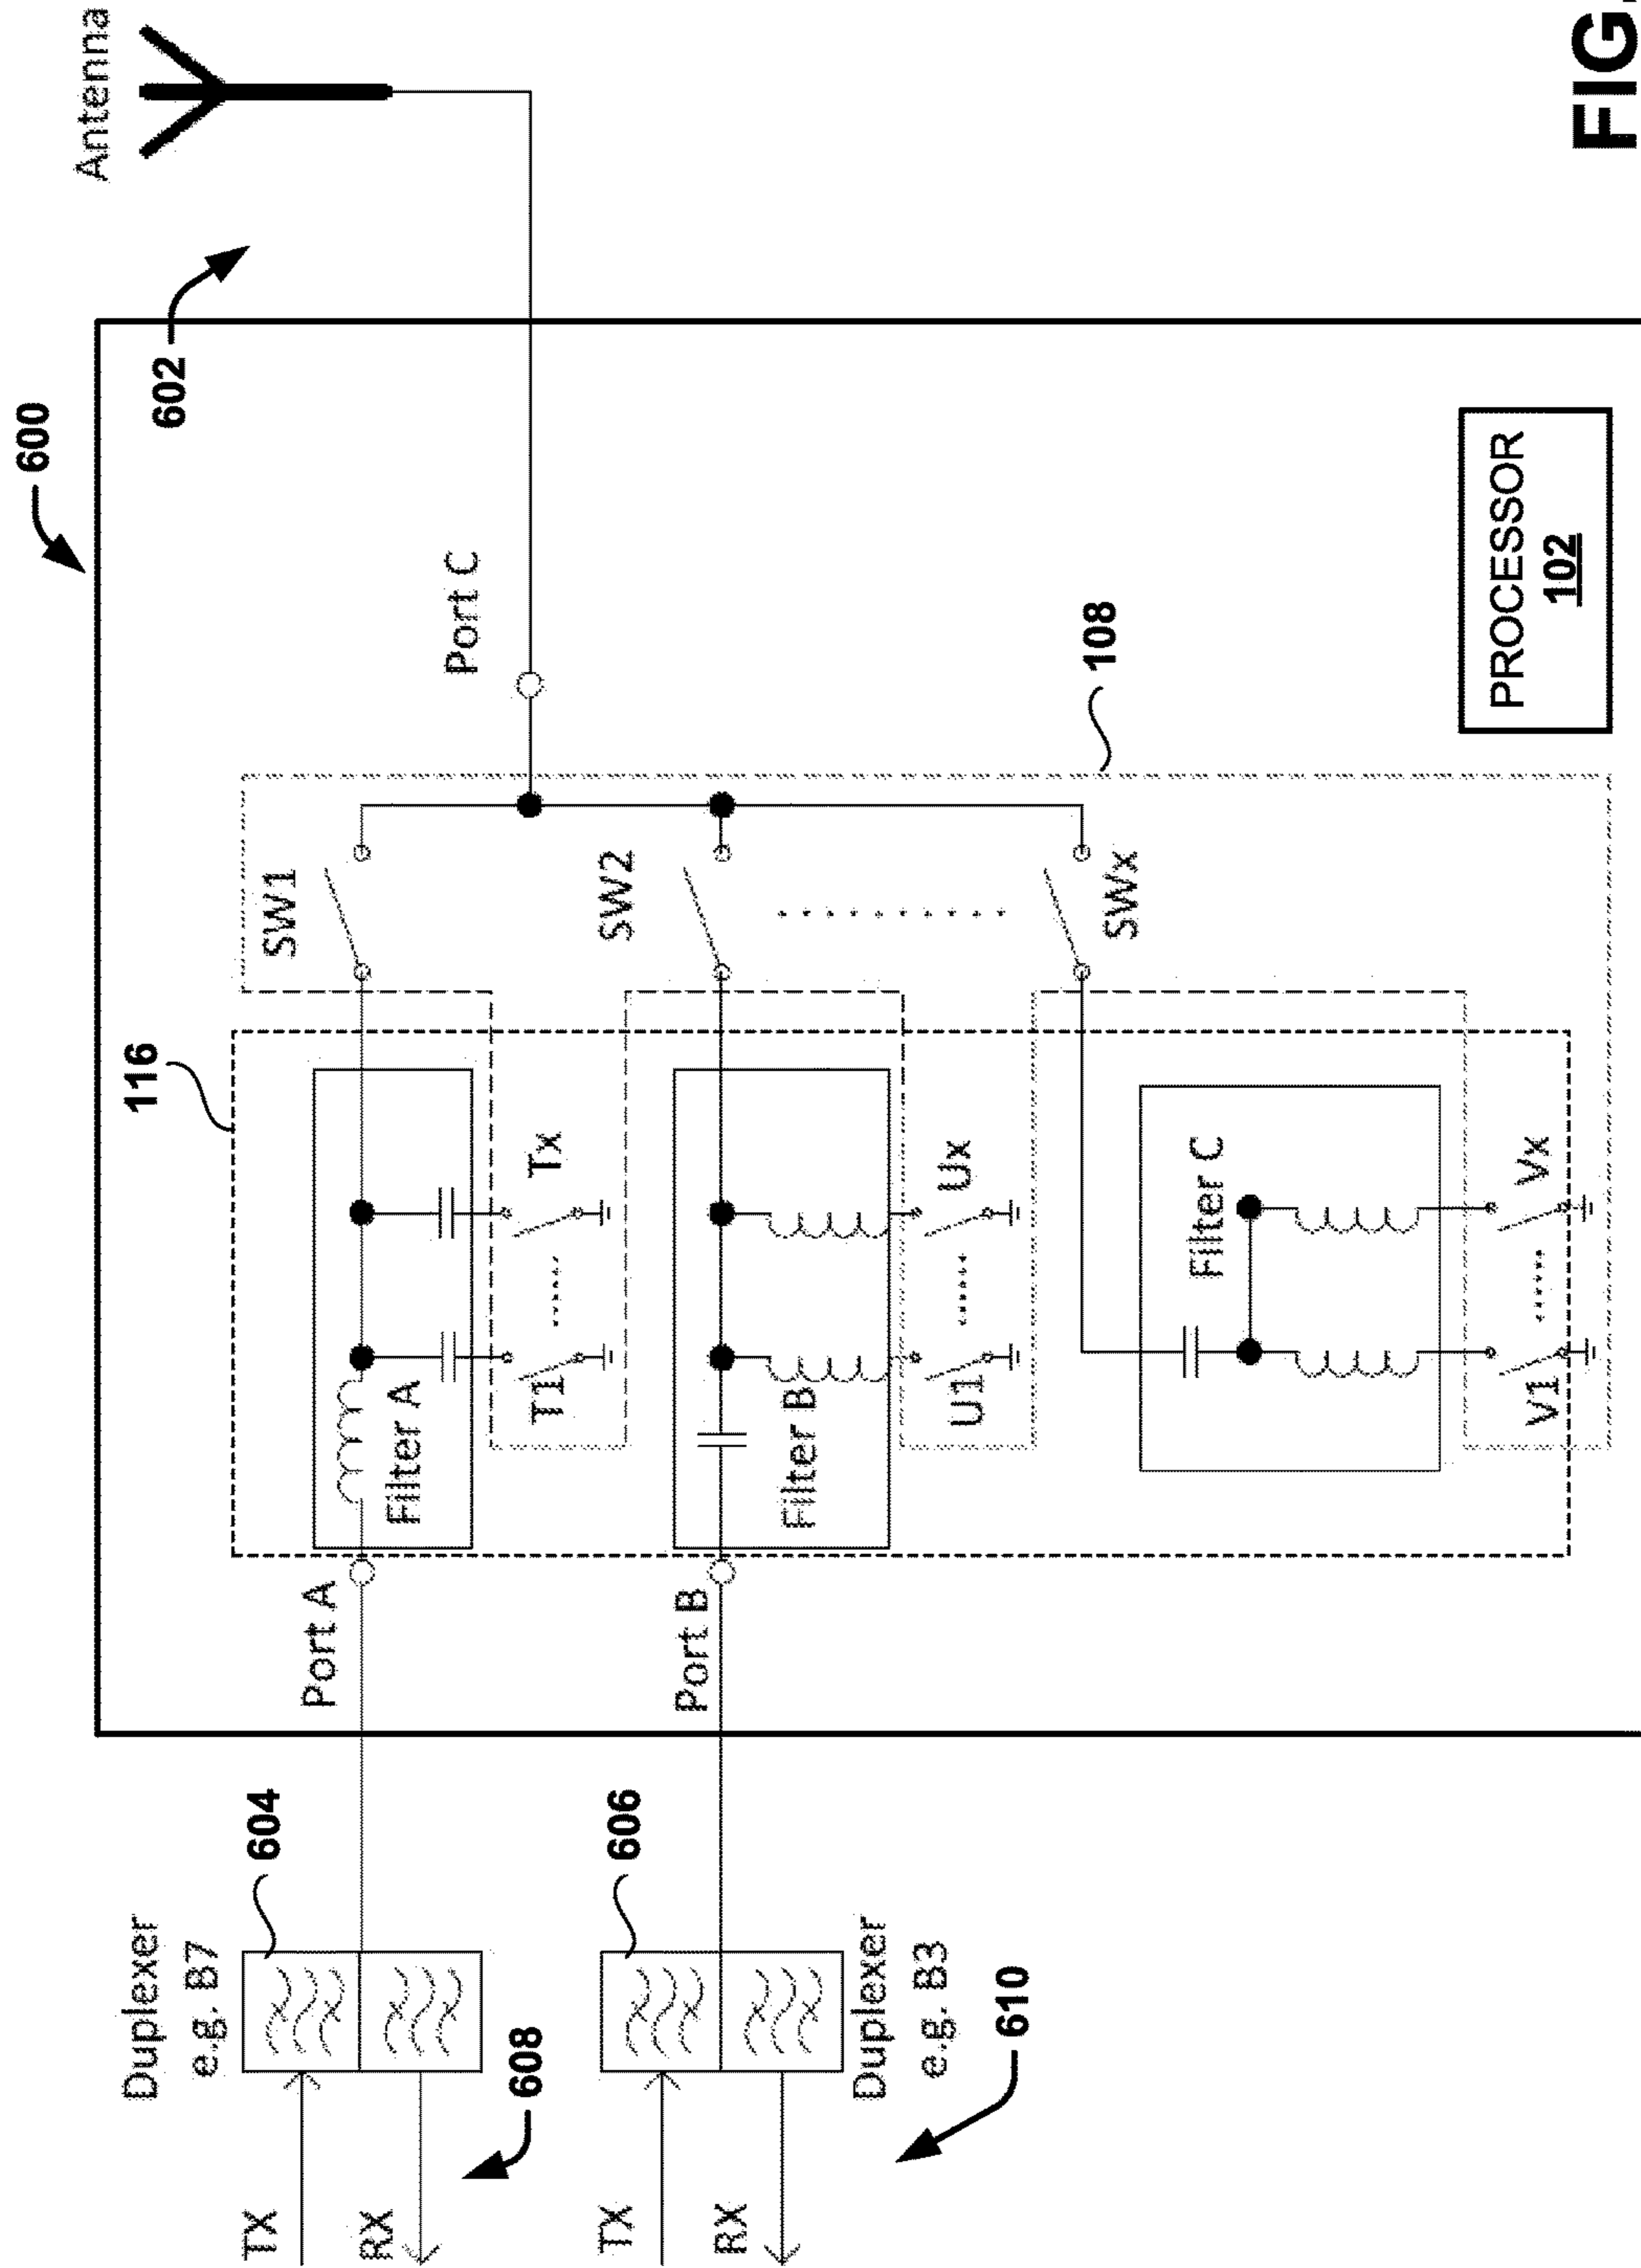 600
602
Antenna
116
SW1
Port C
Duplexer
e.g. B7
604
Port A
Filter A
T1
Tx
TX
RX
608
SW2
108
606
Port B
Filter B
U1
Ux
TX
RX
Duplexer
e.g. B3
610
SWx
Filter C
V1
Vx
PROCESSOR
102
FIG.